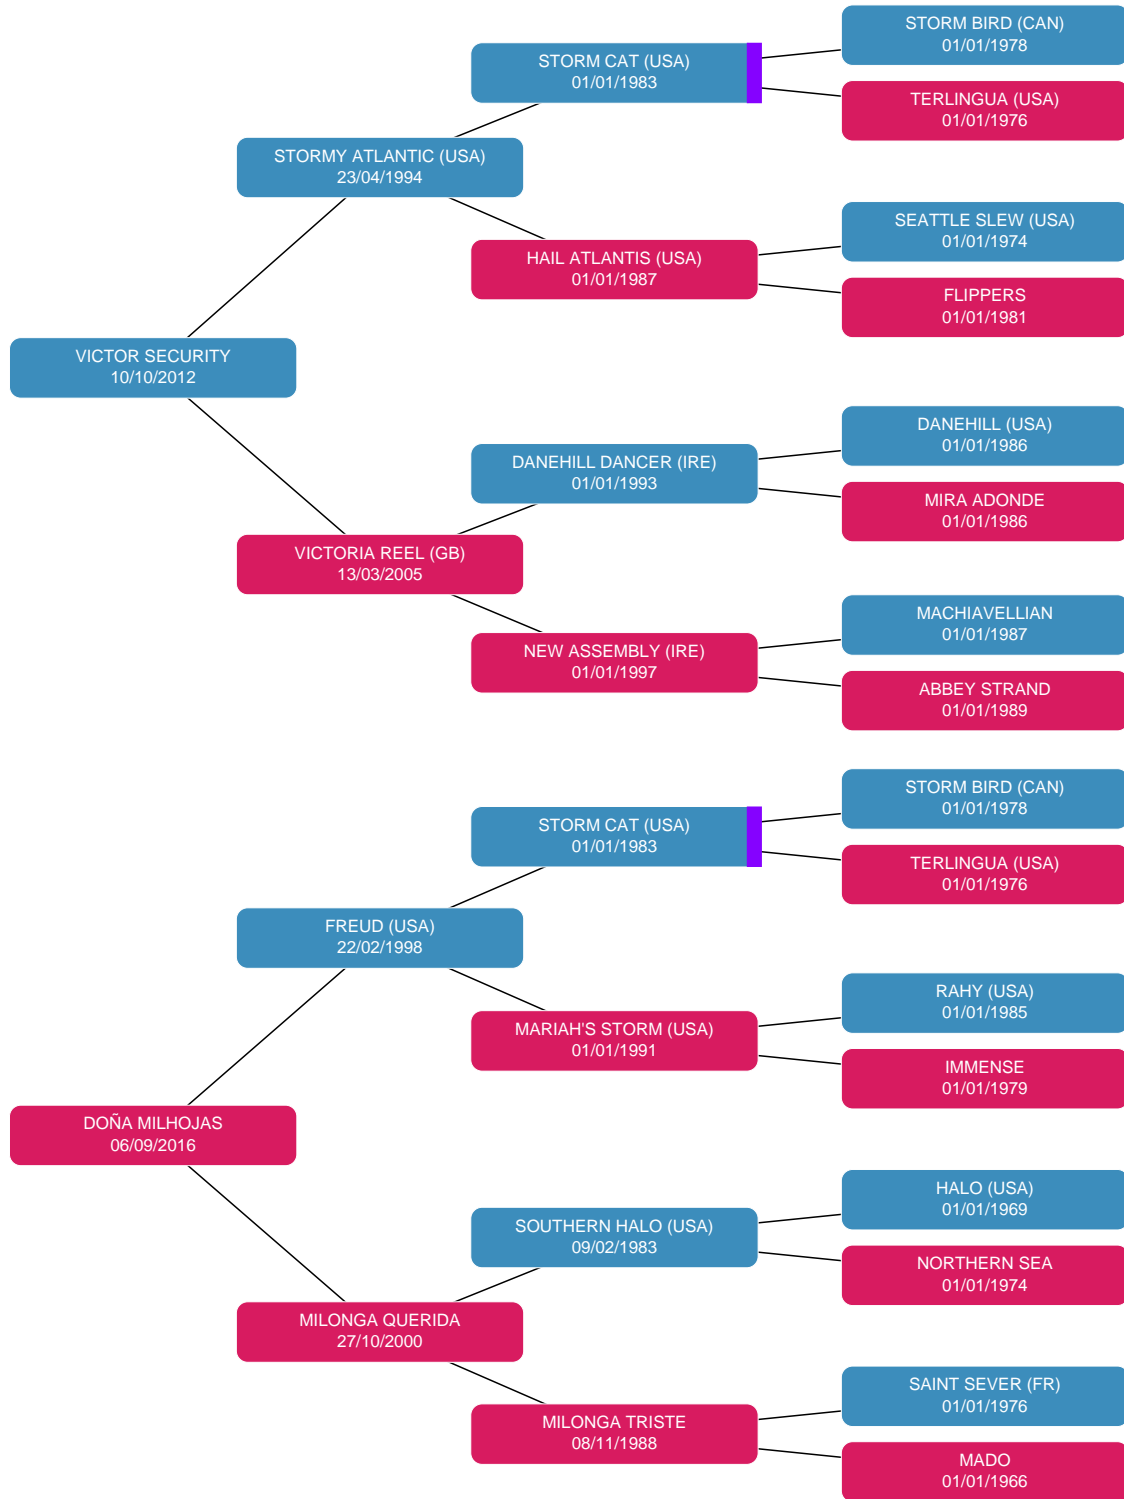 STORM BIRD (CAN)
01/01/1978
STORM CAT (USA)
01/01/1983
TERLINGUA (USA)
01/01/1976
STORMY ATLANTIC (USA)
23/04/1994
SEATTLE SLEW (USA)
01/01/1974
HAIL ATLANTIS (USA)
01/01/1987
FLIPPERS
01/01/1981
VICTOR SECURITY
10/10/2012
DANEHILL (USA)
01/01/1986
DANEHILL DANCER (IRE)
01/01/1993
MIRA ADONDE
01/01/1986
VICTORIA REEL (GB)
13/03/2005
MACHIAVELLIAN
01/01/1987
NEW ASSEMBLY (IRE)
01/01/1997
ABBEY STRAND
01/01/1989
STORM BIRD (CAN)
01/01/1978
STORM CAT (USA)
01/01/1983
TERLINGUA (USA)
01/01/1976
FREUD (USA)
22/02/1998
RAHY (USA)
01/01/1985
MARIAH'S STORM (USA)
01/01/1991
IMMENSE
01/01/1979
DOÑA MILHOJAS
06/09/2016
HALO (USA)
01/01/1969
SOUTHERN HALO (USA)
09/02/1983
NORTHERN SEA
01/01/1974
MILONGA QUERIDA
27/10/2000
SAINT SEVER (FR)
01/01/1976
MILONGA TRISTE
08/11/1988
MADO
01/01/1966